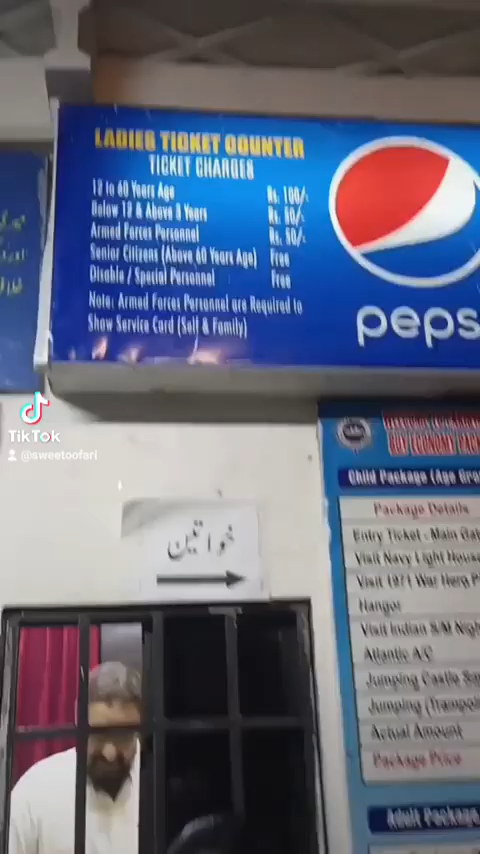 LADIES TICKET COUNTER
TICKET CHARGES
12 to 60 Years Age Rs. 100/-
Below 12 & Above 3 Years Rs. 50/-
Armed Forces Personnel Rs. 50/-
Senior Citizens (Above 60 Years Age) Free
Disable / Special Personnel Free
Note: Armed Forces Personnel are Required to
Show Service Card (Self & Family)
peps
TikTok
@sweetoofari
خواتین
Child Package (Age Gro
Package Details
Entry Ticket - Main Gat
Visit Navy Light House
Visit 1971 War Hero P
Hangor
Visit Indian S/M Nigh
Atlantic A/C
Jumping Castle
Jumping (Trampol
Actual Amount
Package Price
Adult Package